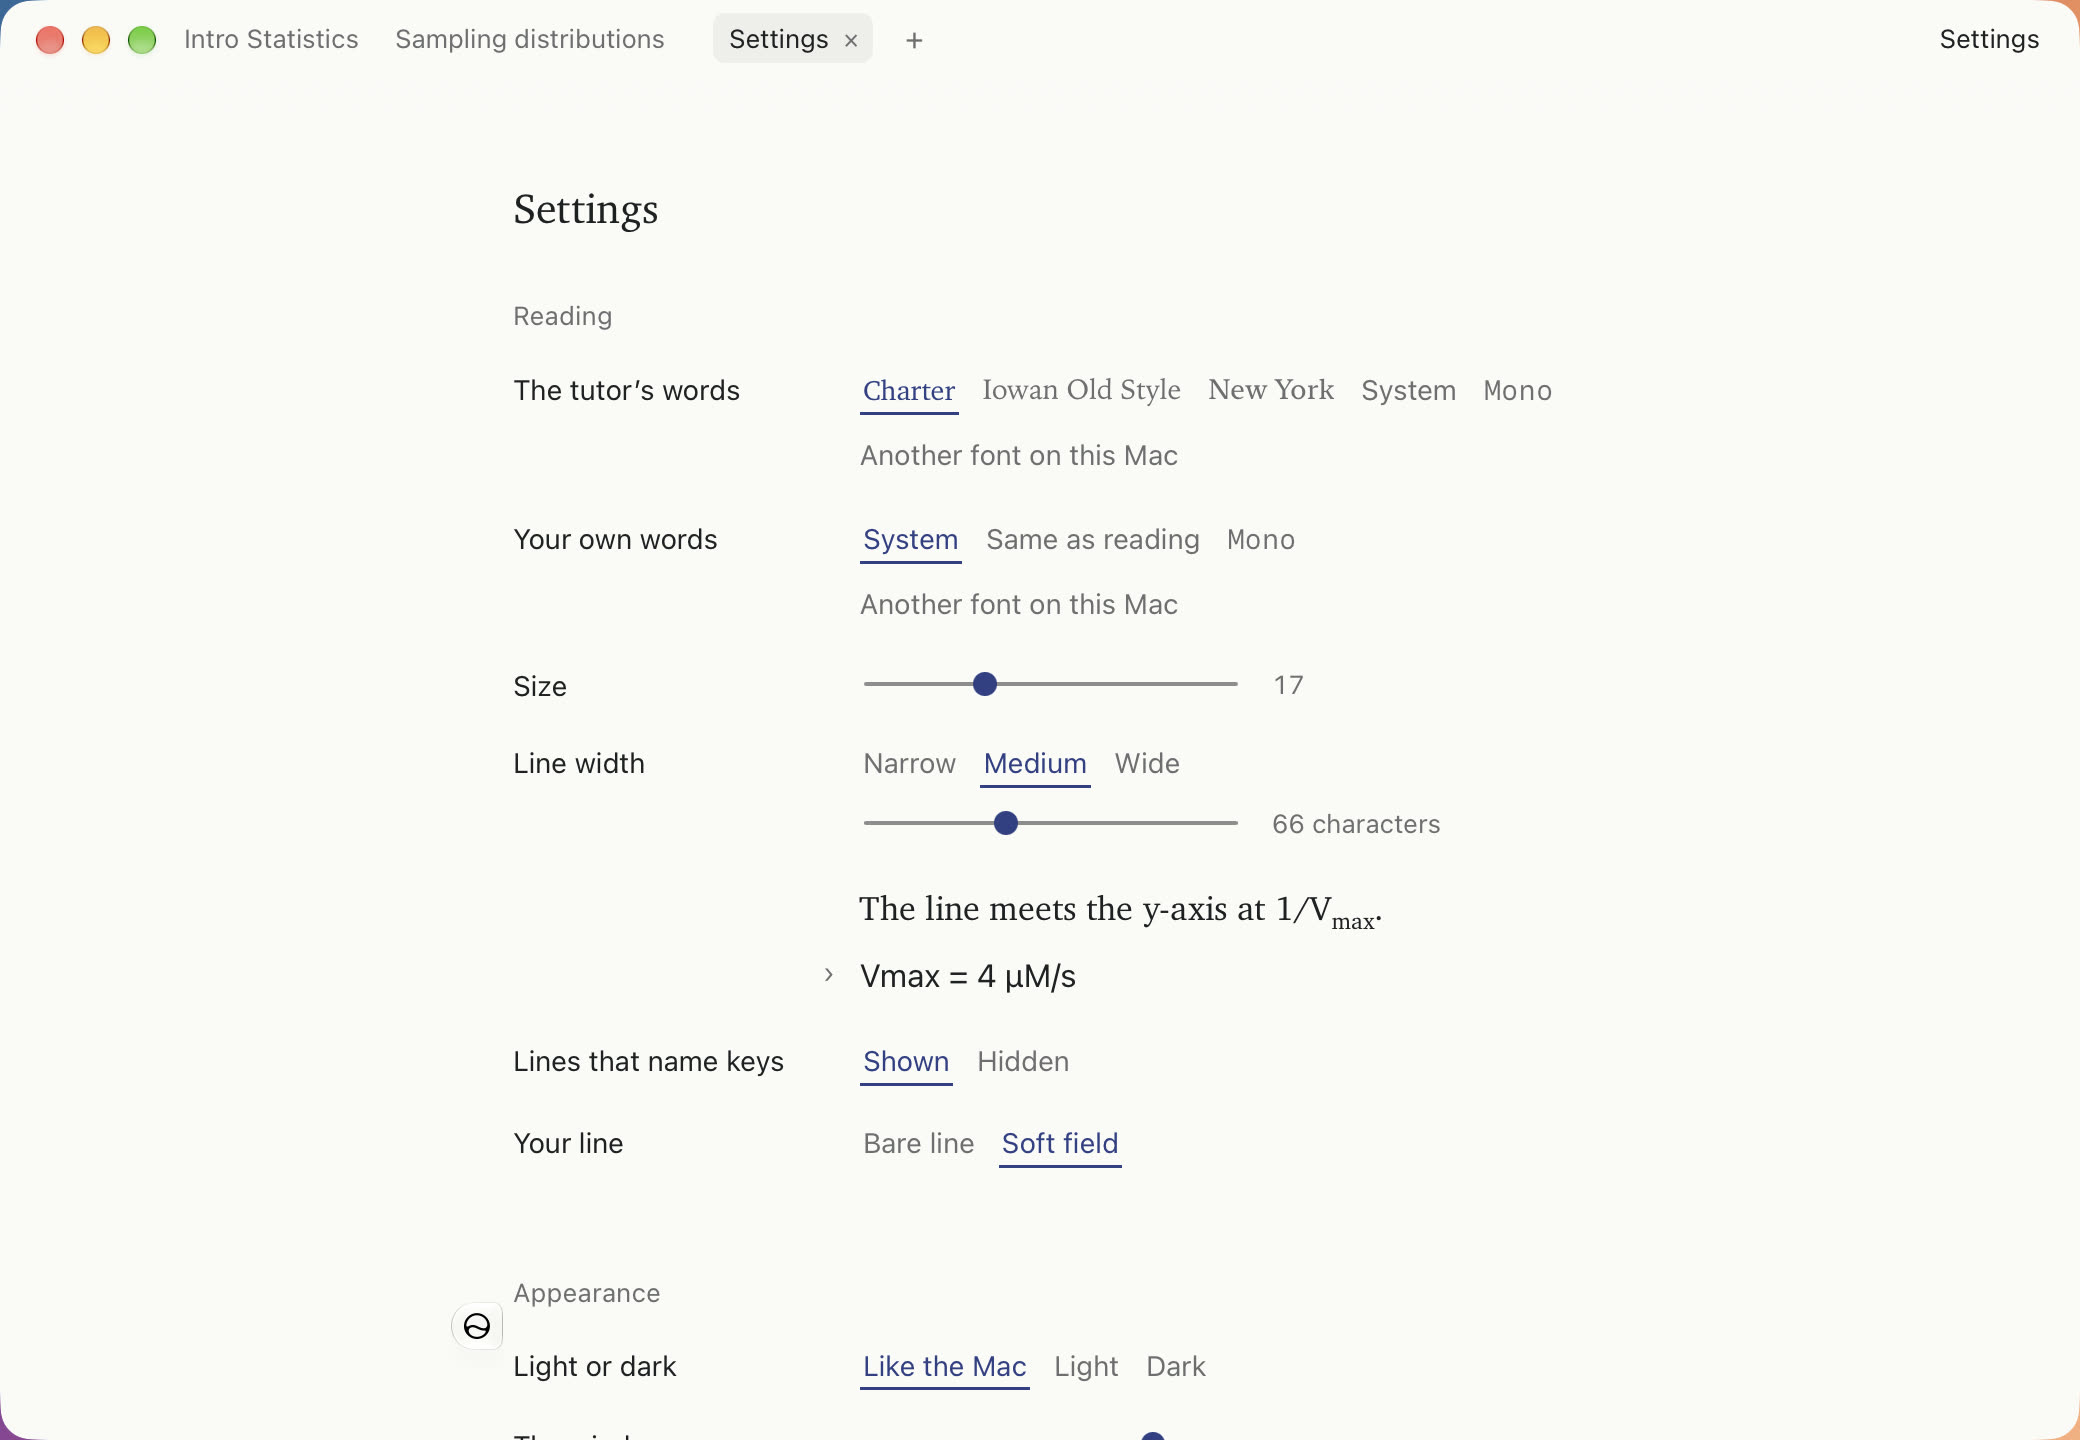 Intro Statistics Sampling distributions Settings × + Settings
Settings
Reading
The tutor’s words Charter Iowan Old Style New York System Mono
Another font on this Mac
Your own words System Same as reading Mono
Another font on this Mac
Size 17
Line width Narrow Medium Wide
66 characters
The line meets the y-axis at 1/Vmax.
› Vmax = 4 µM/s
Lines that name keys Shown Hidden
Your line Bare line Soft field
Appearance
Light or dark Like the Mac Light Dark